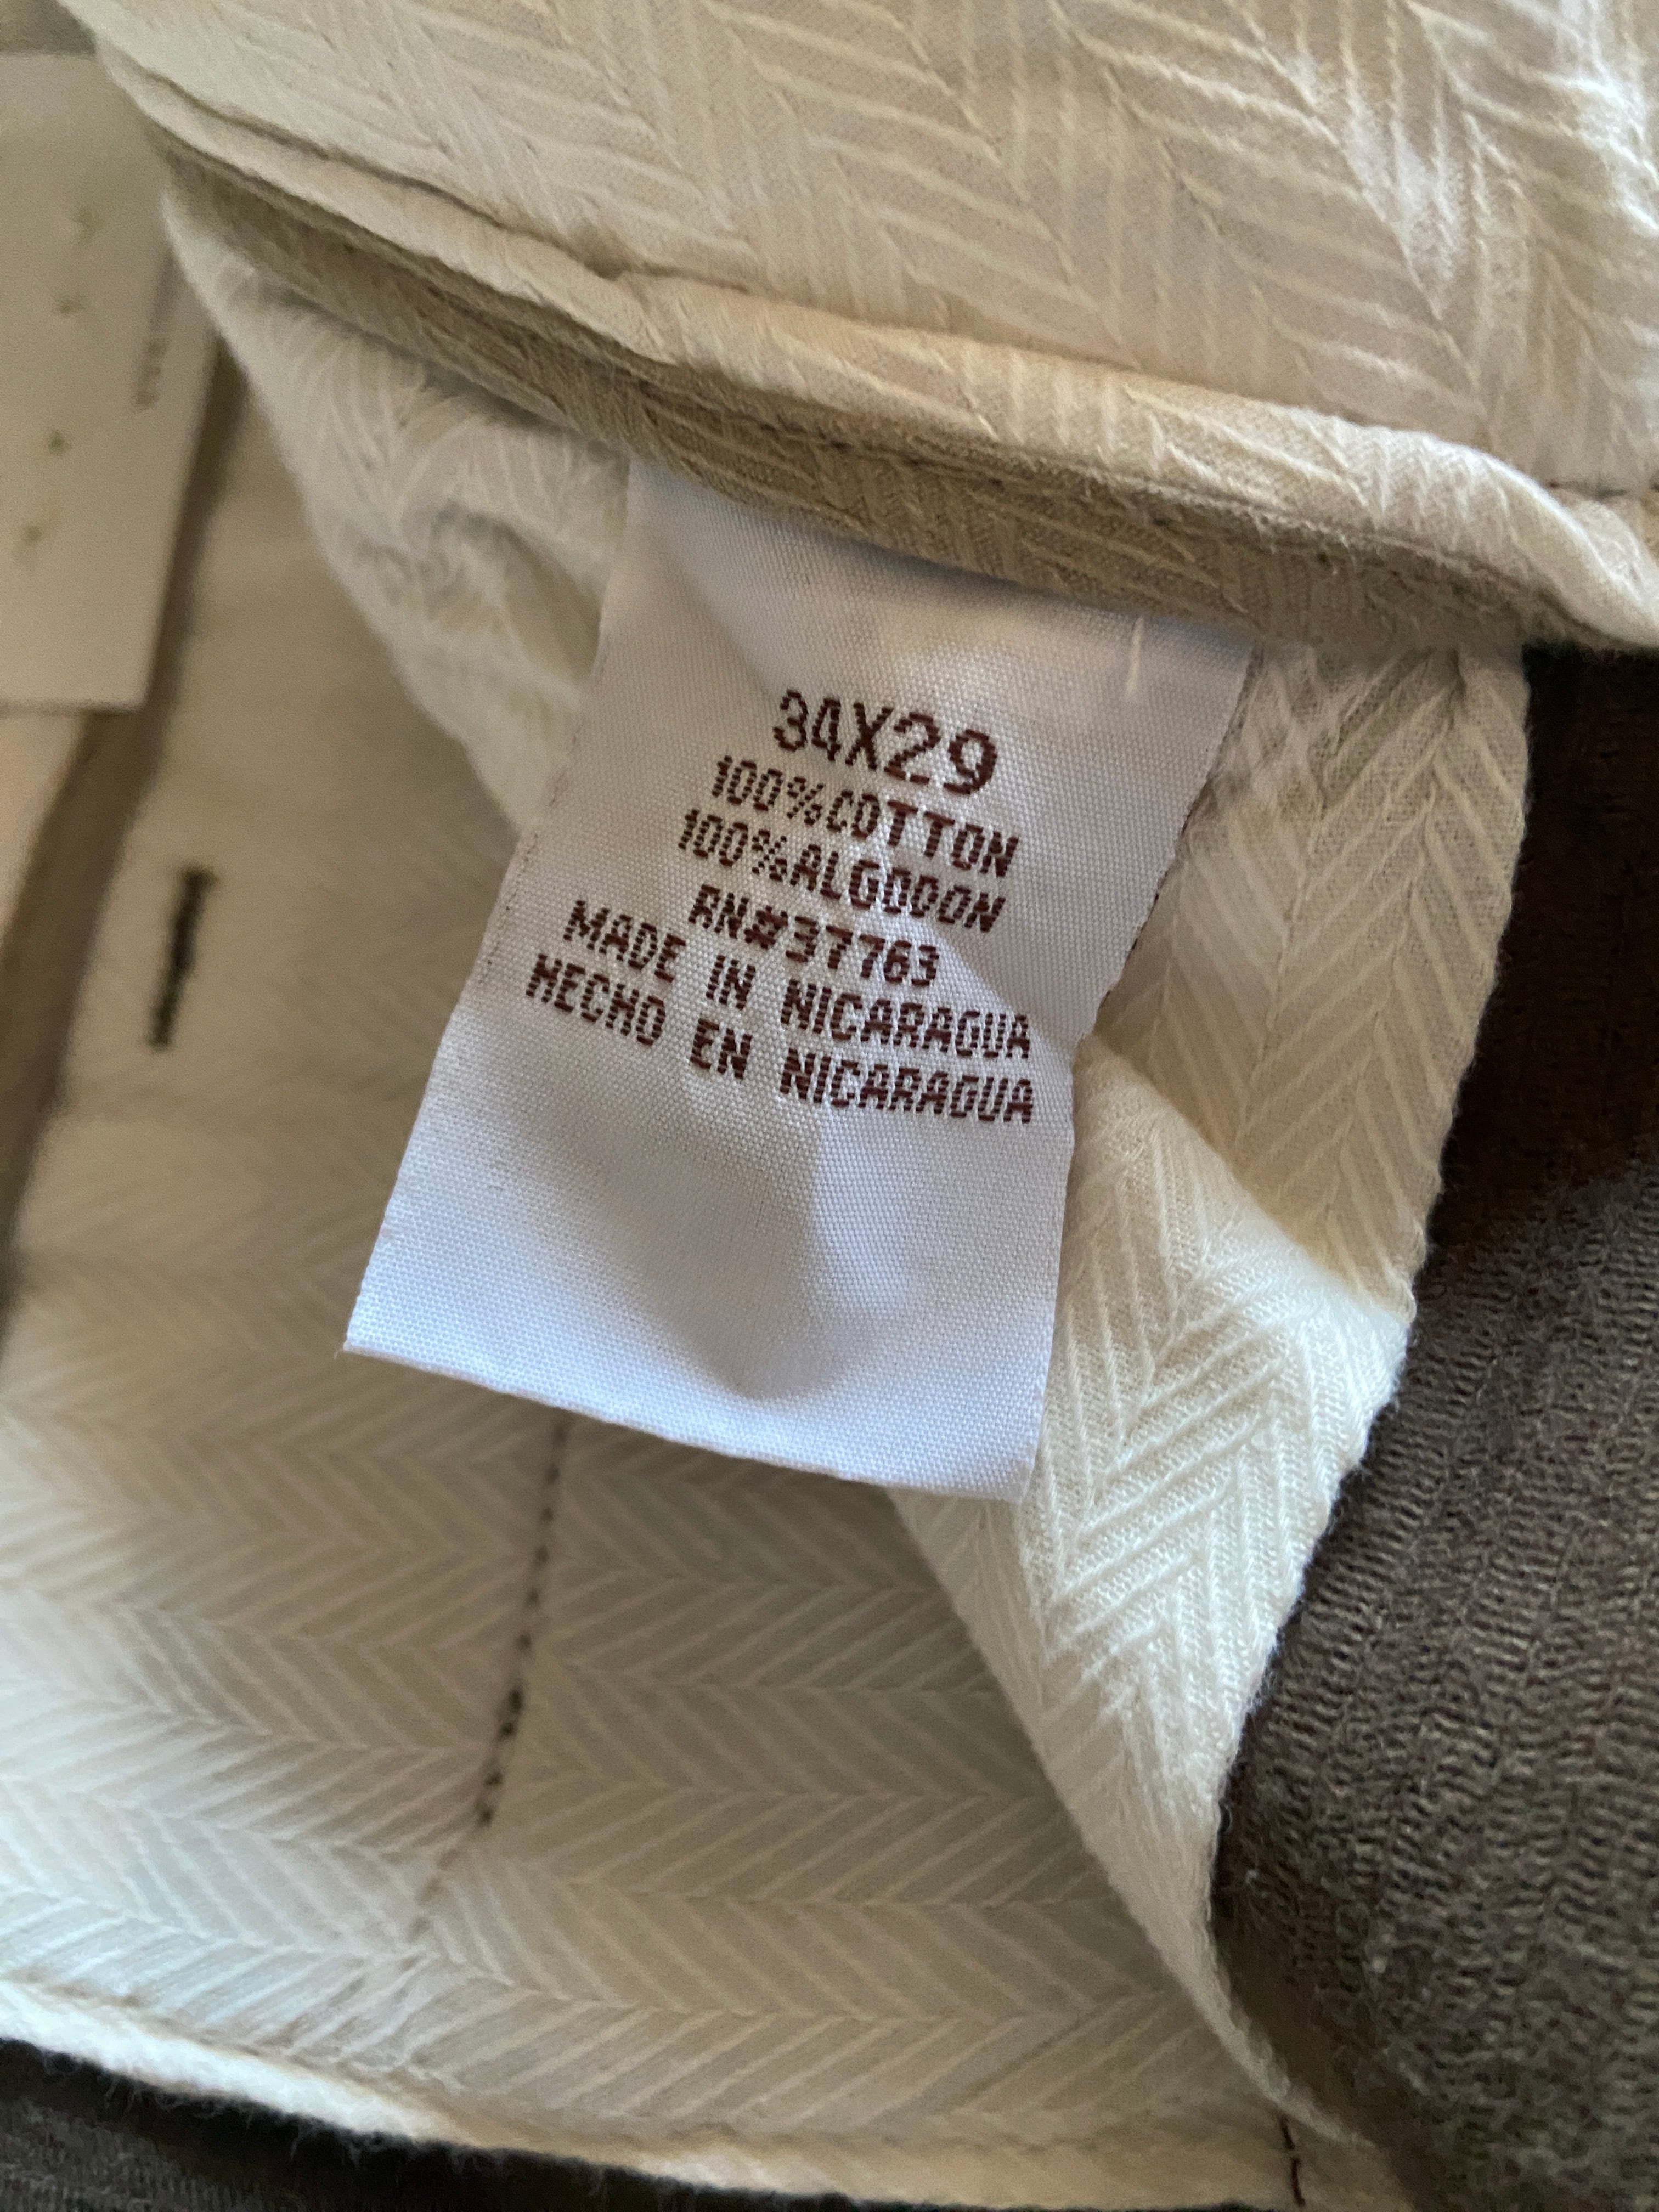 34X29
100%COTTON
100%ALGODON
RN#37763
MADE IN NICARAGUA
HECHO EN NICARAGUA